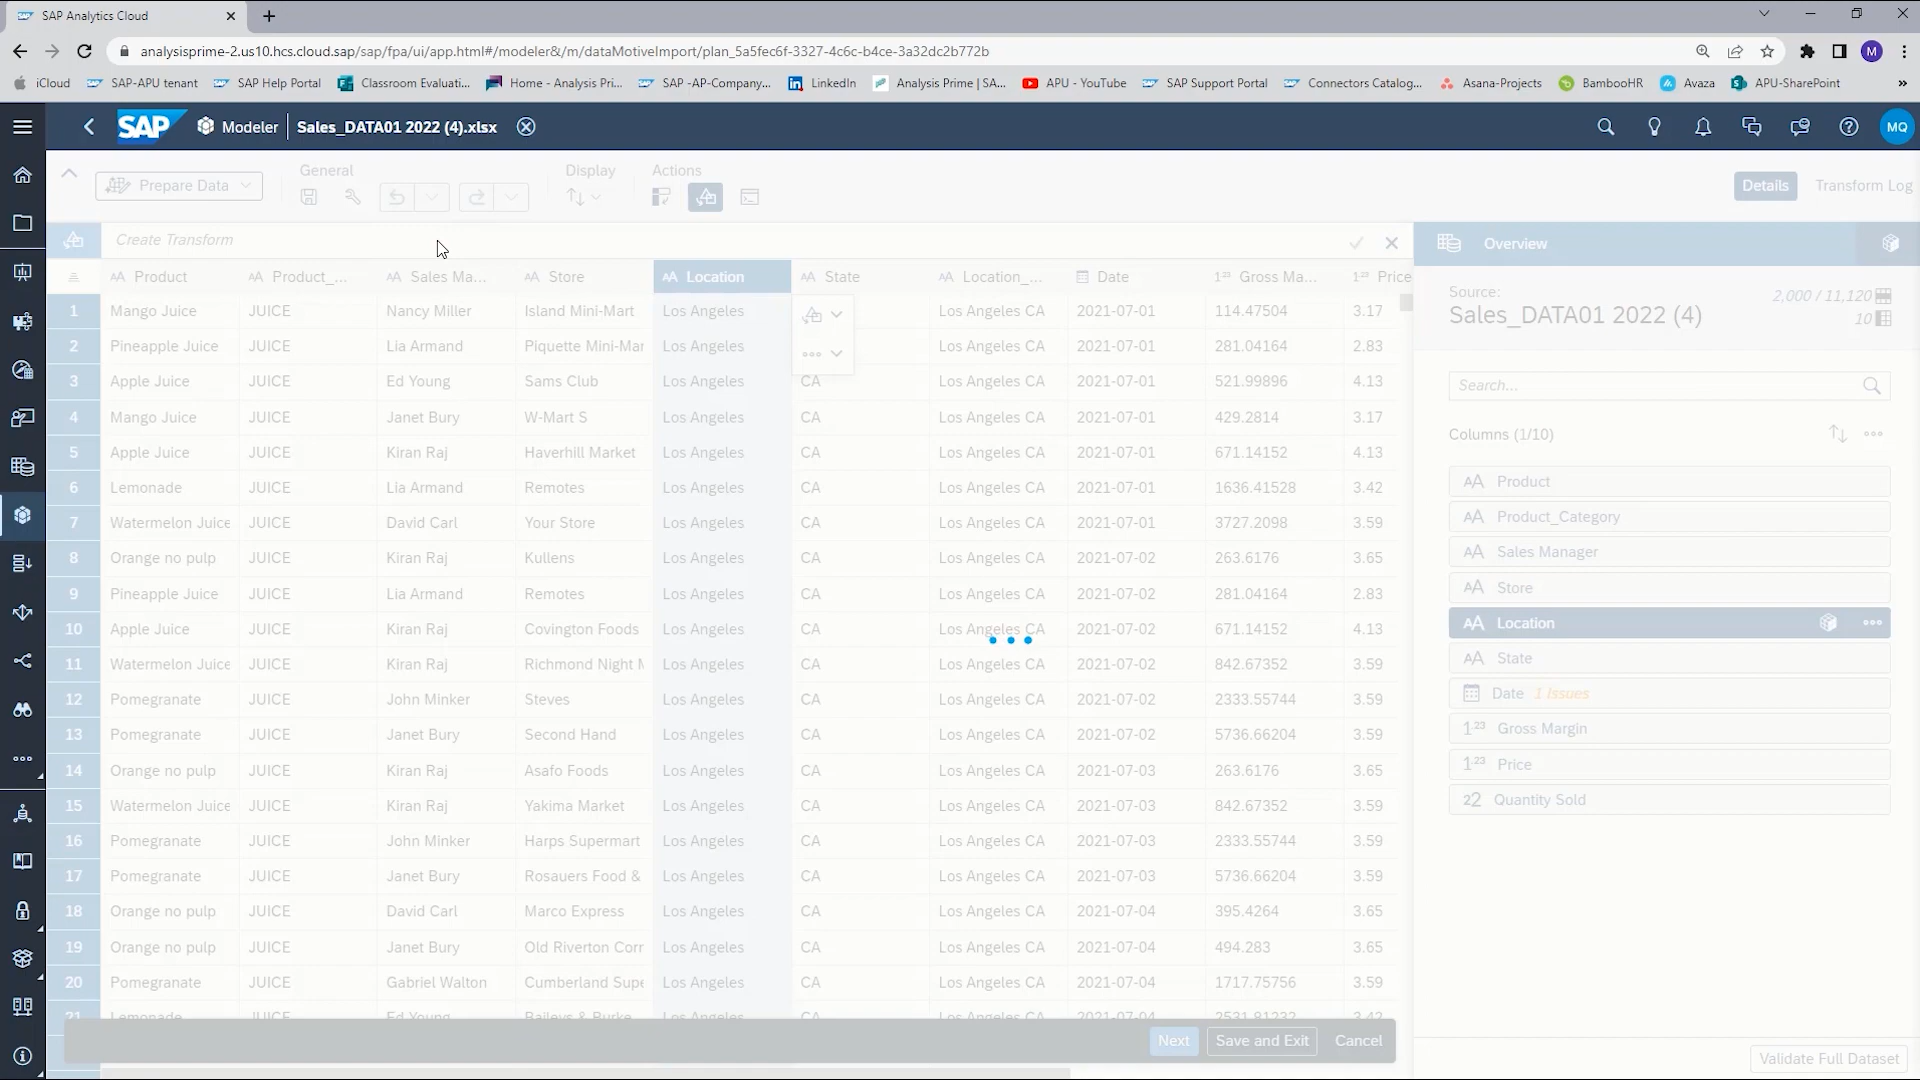 SAP Analytics Cloud
analysisprime-2.us10.hcs.cloud.sap/sap/fpa/ui/app.html#/modeler&/m/dataMotiveImport/plan_5a5fec6f-3327-4c6c-b4ce-3a32dc2b772b
M
iCloud SAP-APU tenant SAP Help Portal Classroom Evaluati... Home - Analysis Pri... SAP -AP-Company... LinkedIn Analysis Prime | SA... APU - YouTube SAP Support Portal Connectors Catalog... Asana-Projects BambooHR Avaza APU-SharePoint
SAP Modeler Sales_DATA01 2022 (4).xlsx MQ
General Display Actions
Prepare Data Details Transform Log
Create Transform
Overview
Product Product_... Sales Ma... Store Location State Location_... Date Gross Ma... Price
1 Mango Juice JUICE Nancy Miller Island Mini-Mart Los Angeles Los Angeles CA 2021-07-01 114.47504 3.17
2 Pineapple Juice JUICE Lia Armand Piquette Mini-Mar Los Angeles Los Angeles CA 2021-07-01 281.04164 2.83
3 Apple Juice JUICE Ed Young Sams Club Los Angeles CA Los Angeles CA 2021-07-01 521.99896 4.13
4 Mango Juice JUICE Janet Bury W-Mart S Los Angeles CA Los Angeles CA 2021-07-01 429.2814 3.17
5 Apple Juice JUICE Kiran Raj Haverhill Market Los Angeles CA Los Angeles CA 2021-07-01 671.14152 4.13
6 Lemonade JUICE Lia Armand Remotes Los Angeles CA Los Angeles CA 2021-07-01 1636.41528 3.42
7 Watermelon Juice JUICE David Carl Your Store Los Angeles CA Los Angeles CA 2021-07-01 3727.2098 3.59
8 Orange no pulp JUICE Kiran Raj Kullens Los Angeles CA Los Angeles CA 2021-07-02 263.6176 3.65
9 Pineapple Juice JUICE Lia Armand Remotes Los Angeles CA Los Angeles CA 2021-07-02 281.04164 2.83
10 Apple Juice JUICE Kiran Raj Covington Foods Los Angeles CA Los Angeles CA 2021-07-02 671.14152 4.13
11 Watermelon Juice JUICE Kiran Raj Richmond Night Los Angeles CA Los Angeles CA 2021-07-02 842.67352 3.59
12 Pomegranate JUICE John Minker Steves Los Angeles CA Los Angeles CA 2021-07-02 2333.55744 3.59
13 Pomegranate JUICE Janet Bury Second Hand Los Angeles CA Los Angeles CA 2021-07-02 5736.66204 3.59
14 Orange no pulp JUICE Kiran Raj Asafo Foods Los Angeles CA Los Angeles CA 2021-07-03 263.6176 3.65
15 Watermelon Juice JUICE Kiran Raj Yakima Market Los Angeles CA Los Angeles CA 2021-07-03 842.67352 3.59
16 Pomegranate JUICE John Minker Harps Supermart Los Angeles CA Los Angeles CA 2021-07-03 2333.55744 3.59
17 Pomegranate JUICE Janet Bury Rosauers Food & Los Angeles CA Los Angeles CA 2021-07-03 5736.66204 3.59
18 Orange no pulp JUICE David Carl Marco Express Los Angeles CA Los Angeles CA 2021-07-04 395.4264 3.65
19 Orange no pulp JUICE Janet Bury Old Riverton Corr Los Angeles CA Los Angeles CA 2021-07-04 494.283 3.65
20 Pomegranate JUICE Gabriel Walton Cumberland Supe Los Angeles CA Los Angeles CA 2021-07-04 1717.75756 3.59
21 Lemonade JUICE Ed Young Baileys & Burke Los Angeles CA Los Angeles CA 2021-07-04 2531.81232 3.42
Next Save and Exit Cancel
Source:
Sales_DATA01 2022 (4)
2,000 / 11,120
10
Search...
Columns (1/10)
Product
Product_Category
Sales Manager
Store
Location
State
Date 1 Issues
Gross Margin
Price
Quantity Sold
Validate Full Dataset